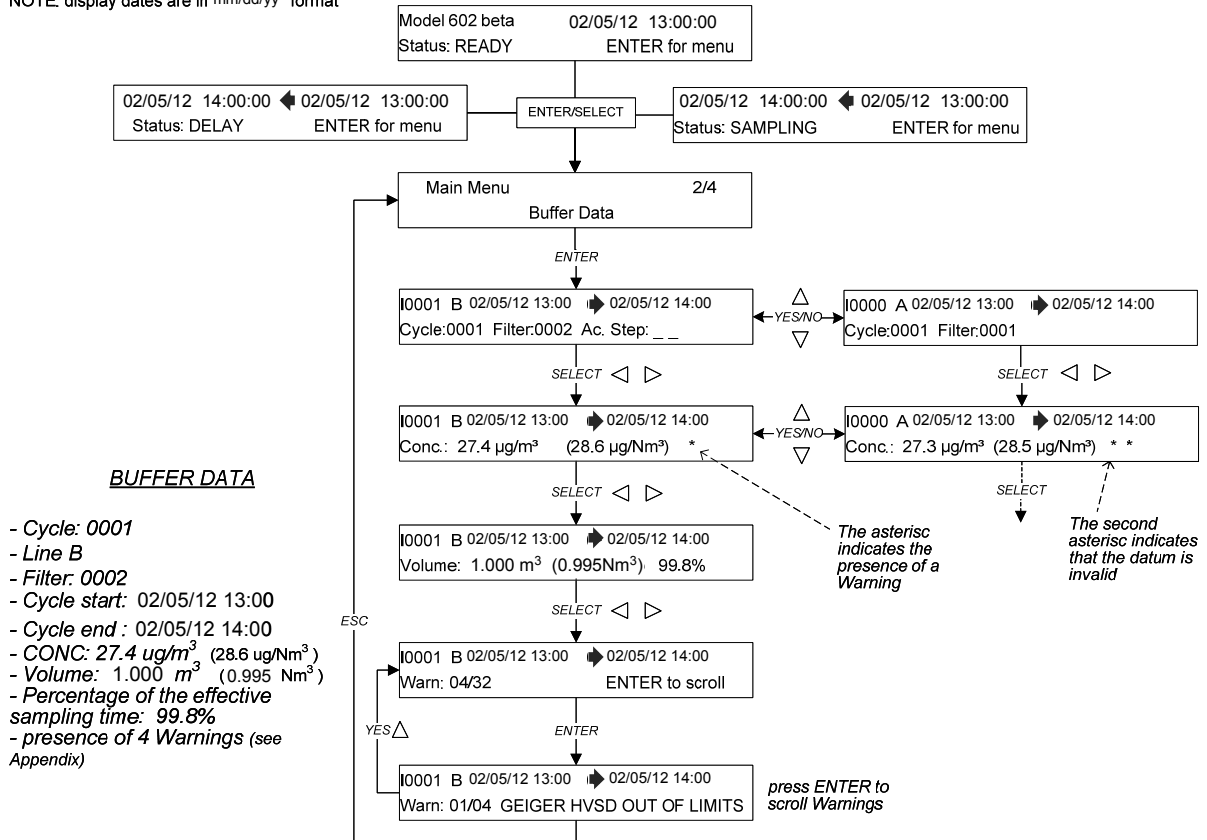 NOTE: display dates are in mm/dd/yy format
Model 602 beta 02/05/12 13:00:00
Status: READY ENTER for menu
02/05/12 14:00:00 02/05/12 13:00:00
Status: DELAY ENTER for menu
ENTER/SELECT
02/05/12 14:00:00 02/05/12 13:00:00
Status: SAMPLING ENTER for menu
Main Menu 2/4
Buffer Data
ENTER
I0001 B 02/05/12 13:00 02/05/12 14:00
Cycle:0001 Filter:0002 Ac. Step: _ _
YES/NO
I0000 A 02/05/12 13:00 02/05/12 14:00
Cycle:0001 Filter:0001
SELECT
SELECT
I0001 B 02/05/12 13:00 02/05/12 14:00
Conc.: 27.4 µg/m³ (28.6 µg/Nm³) *
YES/NO
I0000 A 02/05/12 13:00 02/05/12 14:00
Conc.: 27.3 µg/m³ (28.5 µg/Nm³) * *
SELECT
SELECT
The asterisc
indicates the
presence of a
Warning
The second
asterisc indicates
that the datum is
invalid
I0001 B 02/05/12 13:00 02/05/12 14:00
Volume: 1.000 m³ (0.995Nm³) 99.8%
SELECT
I0001 B 02/05/12 13:00 02/05/12 14:00
Warn: 04/32 ENTER to scroll
YES
ENTER
I0001 B 02/05/12 13:00 02/05/12 14:00
Warn: 01/04 GEIGER HVSD OUT OF LIMITS
press ENTER to
scroll Warnings
ESC
BUFFER DATA
- Cycle: 0001
- Line B
- Filter: 0002
- Cycle start: 02/05/12 13:00
- Cycle end : 02/05/12 14:00
- CONC: 27.4 ug/m³ (28.6 ug/Nm³)
- Volume: 1.000 m³ (0.995 Nm³)
- Percentage of the effective
sampling time: 99.8%
- presence of 4 Warnings (see
Appendix)